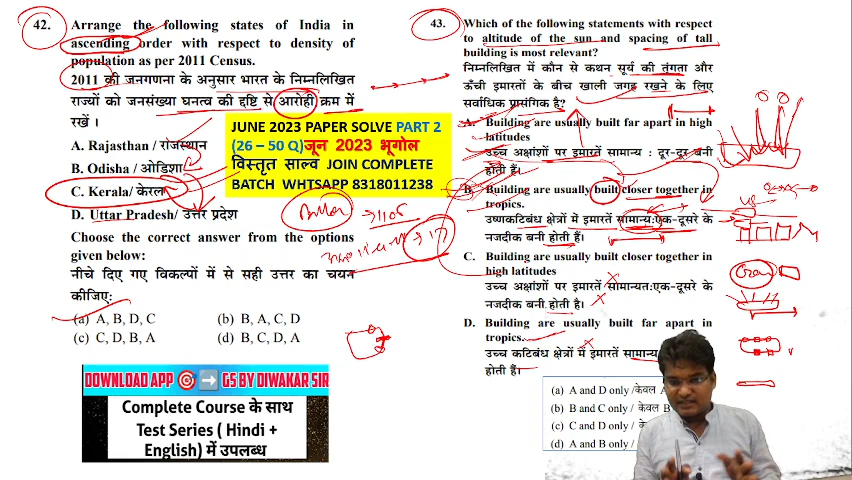 42. Arrange the following states of India in
ascending order with respect to density of
population as per 2011 Census.
2011 की जनगणना के अनुसार भारत के निम्नलिखित
राज्यों को जनसंख्या घनत्व की दृष्टि से आरोही क्रम में
रखें ।
A. Rajasthan / राजस्थान
B. Odisha / ओडिशा
C. Kerala/ केरल
D. Uttar Pradesh/ उत्तर प्रदेश
Choose the correct answer from the options
given below:
नीचे दिए गए विकल्पों में से सही उत्तर का चयन
कीजिए:
(a) A, B, D, C (b) B, A, C, D
(c) C, D, B, A (d) B, C, D, A
DOWNLOAD APP 🎯 ➡️ GS BY DIWAKAR SIR
Complete Course के साथ
Test Series ( Hindi +
English) में उपलब्ध
JUNE 2023 PAPER SOLVE PART 2
(26 – 50 Q) जून 2023 भूगोल
विस्तृत साल्व JOIN COMPLETE
BATCH WHTSAPP 8318011238
1106
43. Which of the following statements with respect
to altitude of the sun and spacing of tall
building is most relevant?
निम्नलिखित में कौन से कथन सूर्य की तुंगता और
ऊँची इमारतों के बीच खाली जगह रखने के लिए
सर्वाधिक प्रासंगिक है?
A. Building are usually built far apart in high
latitudes
उच्च अक्षांशों पर इमारतें सामान्य : दूर-दूर बनी
होती हैं।
B. Building are usually built closer together in
tropics.
उष्णकटिबंध क्षेत्रों में इमारतें सामान्य:एक-दूसरे के
नजदीक बनी होती हैं।
C. Building are usually built closer together in
high latitudes
उच्च अक्षांशों पर इमारतें सामान्यत:एक-दूसरे के
नजदीक बनी होती है।
D. Building are usually built far apart in
tropics.
उच्च कटिबंध क्षेत्रों में इमारतें
होती हैं।
(a) A and D only /केवल
(b) B and C only / केवल B
(c) C and D only /
(d) A and B only /